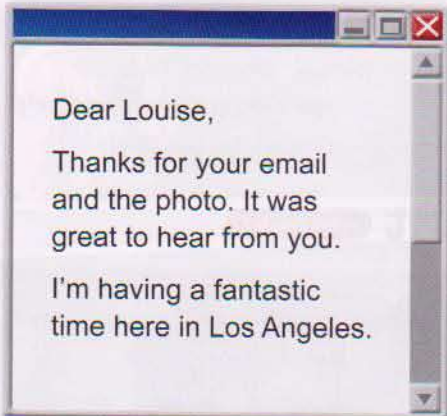 Dear Louise,
Thanks for your email
and the photo. It was
great to hear from you.
I'm having a fantastic
time here in Los Angeles.